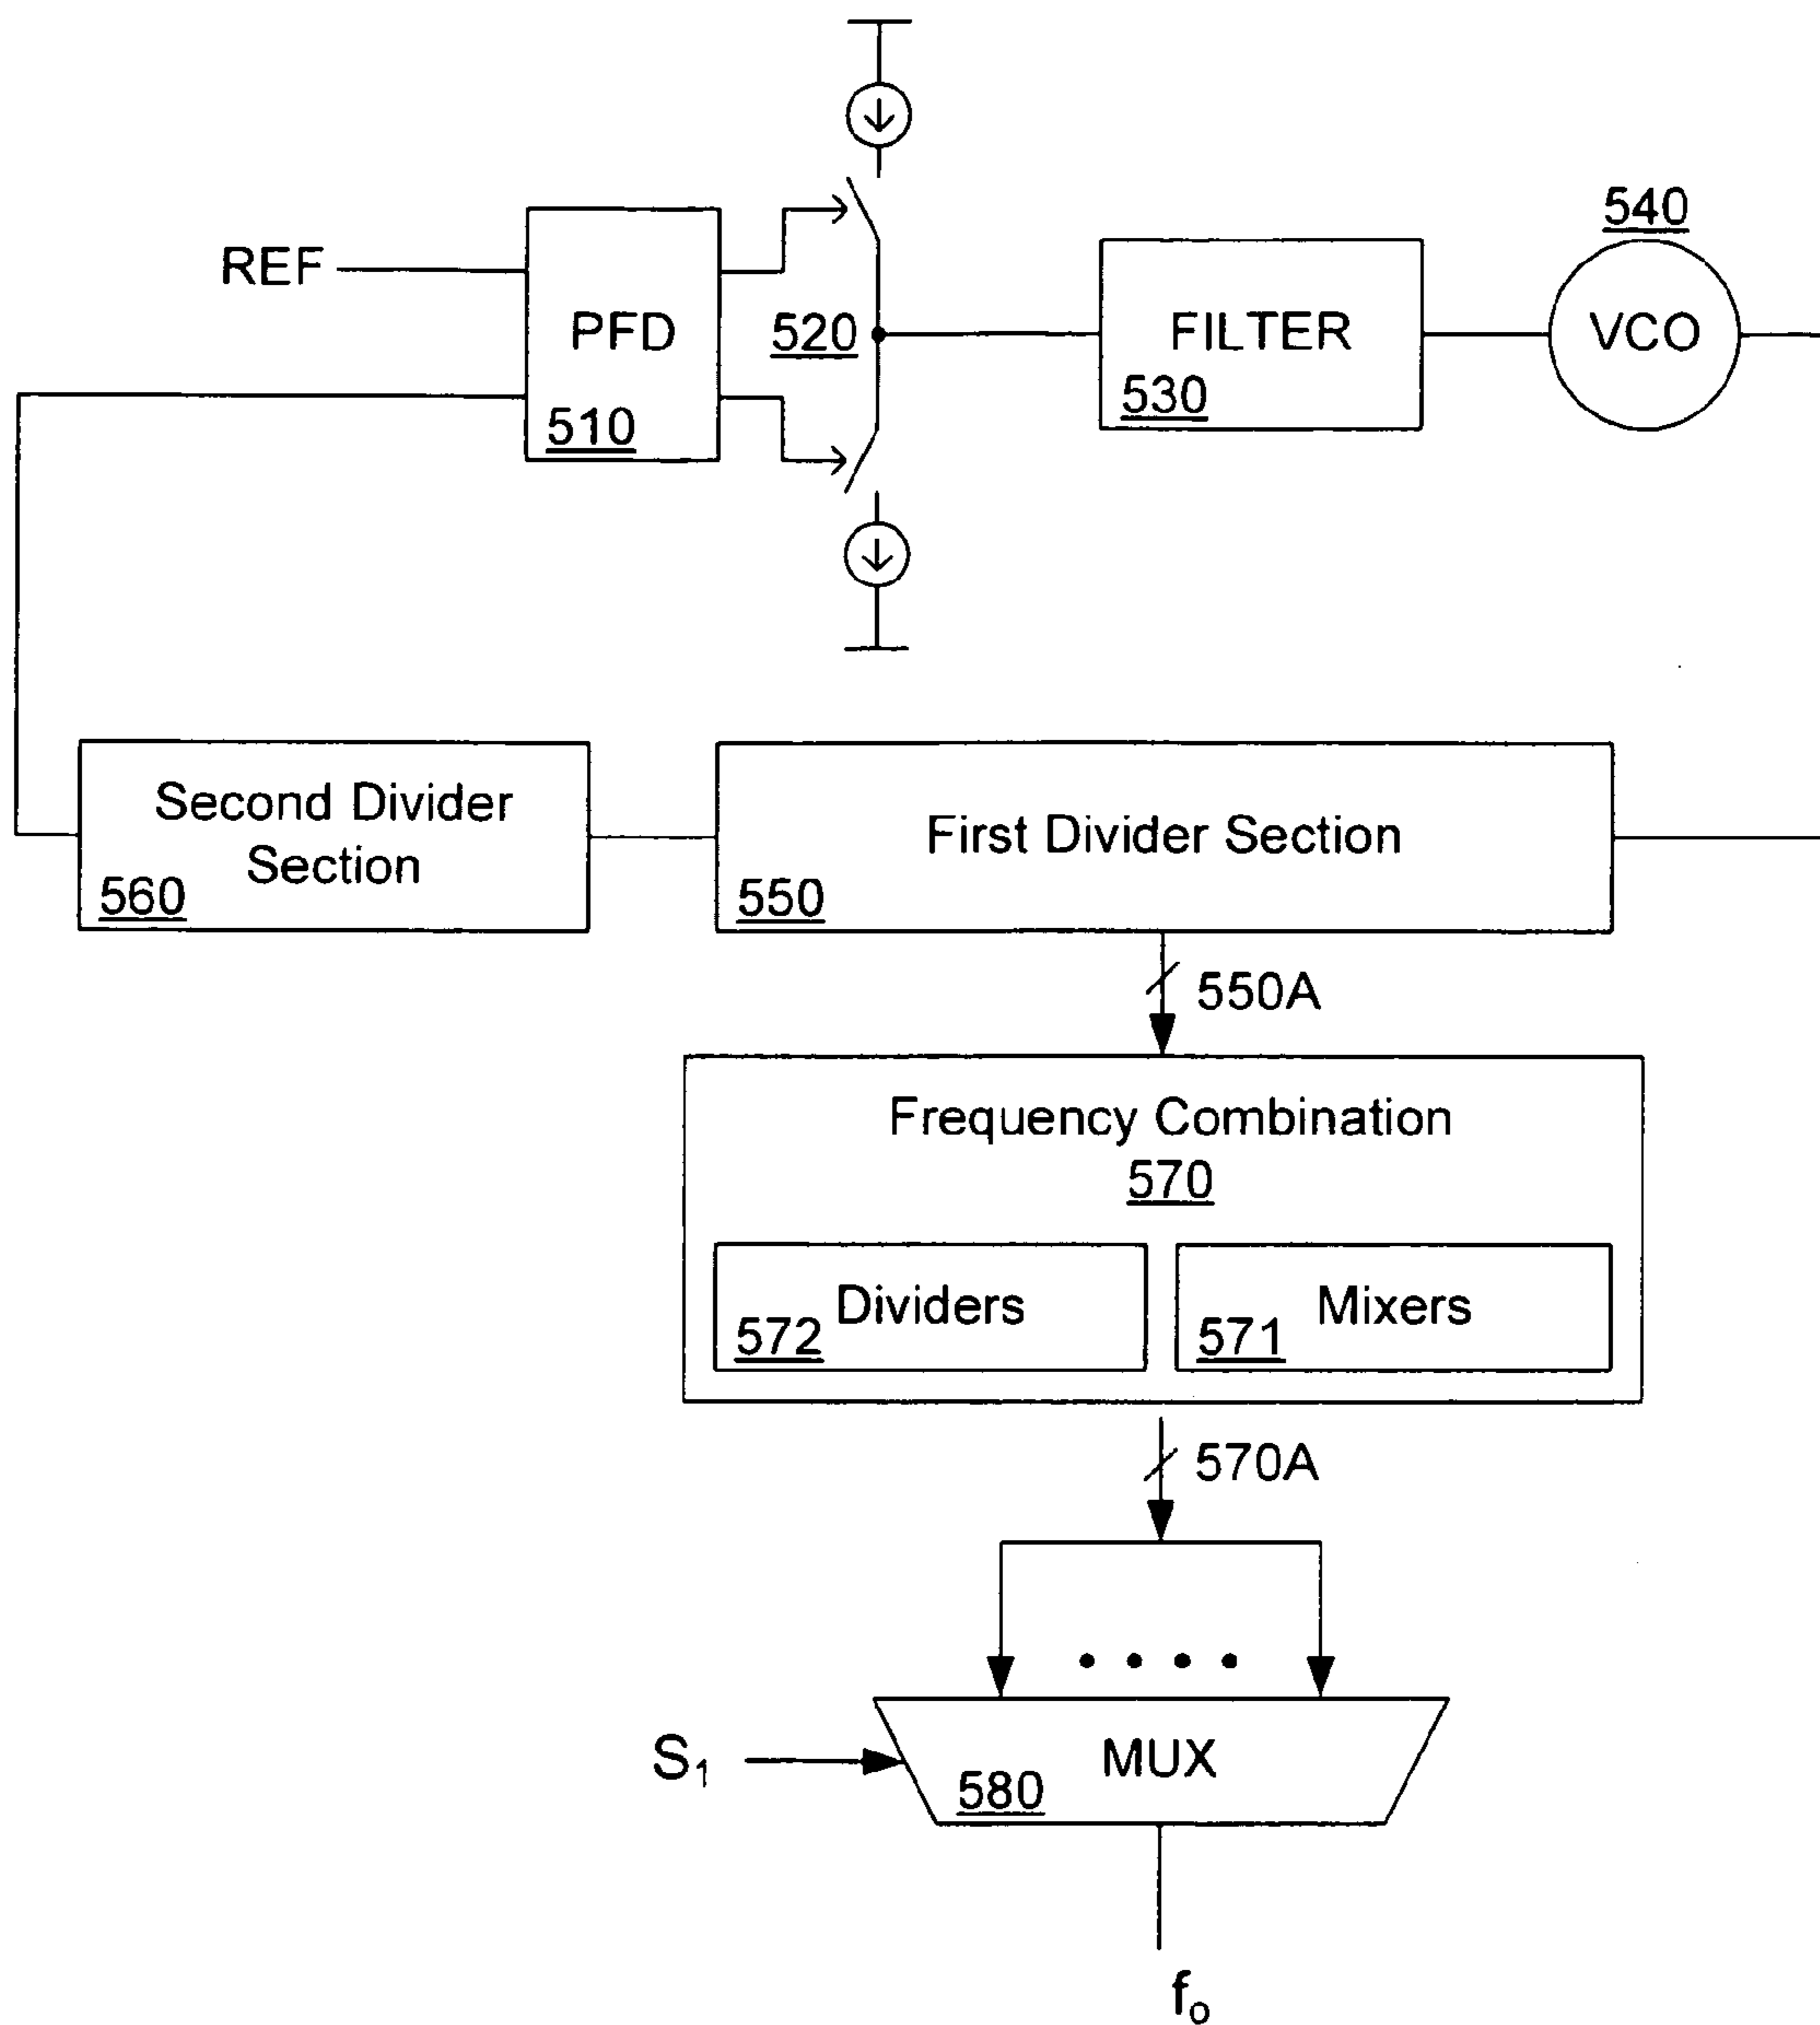 540
REF
PFD
520
FILTER
VCO
530
510
Second Divider
Section
560
First Divider Section
550
550A
Frequency Combination
570
Dividers
572
Mixers
571
570A
S₁
MUX
580
fₒ